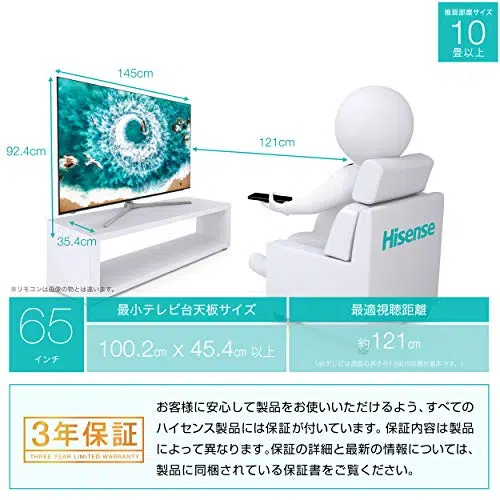 推奨部屋サイズ
10
畳以上
145cm
121cm
92.4cm
35.4cm
Hisense
※リモコンは画像の物とは違います。
65
インチ
最小テレビ台天板サイズ
100.2cm x 45.4cm 以上
最適視聴距離
約121cm
3年保証
THREE YEAR LIMITED WARRANTY
お客様に安心して製品をお使いいただけるよう、すべての
ハイセンス製品には保証が付いています。保証内容は製品
によって異なります。保証の詳細と最新の情報については、
製品に同梱されている保証書をご覧ください。